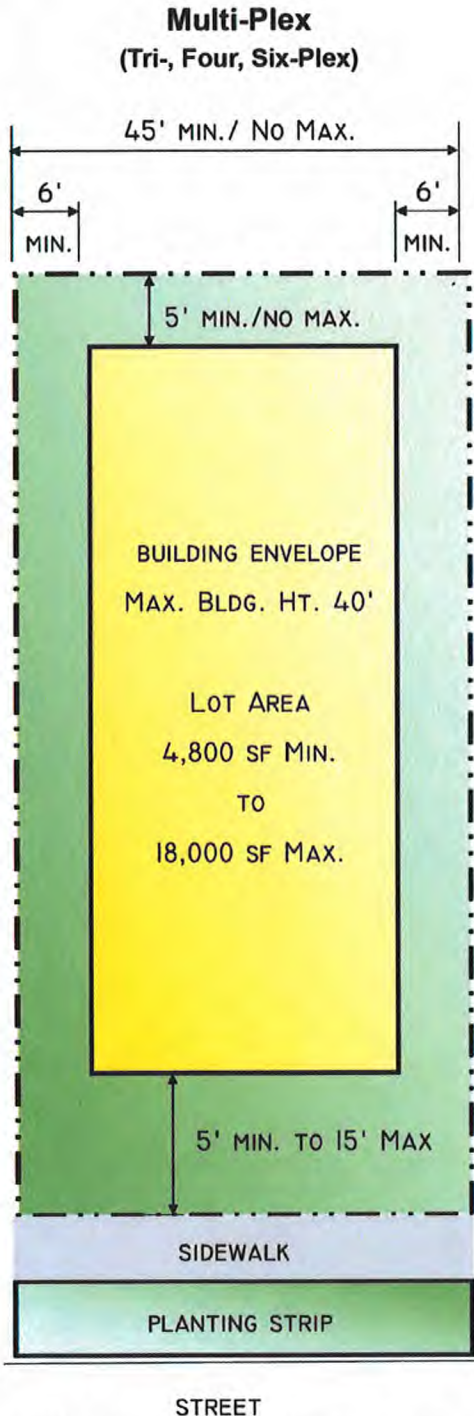 Multi-Plex
(Tri-, Four, Six-Plex)
45' MIN./ NO MAX.
6'
MIN.
6'
MIN.
5' MIN./NO MAX.
BUILDING ENVELOPE
MAX. BLDG. HT. 40'
LOT AREA
4,800 SF MIN.
TO
18,000 SF MAX.
5' MIN. TO 15' MAX
SIDEWALK
PLANTING STRIP
STREET